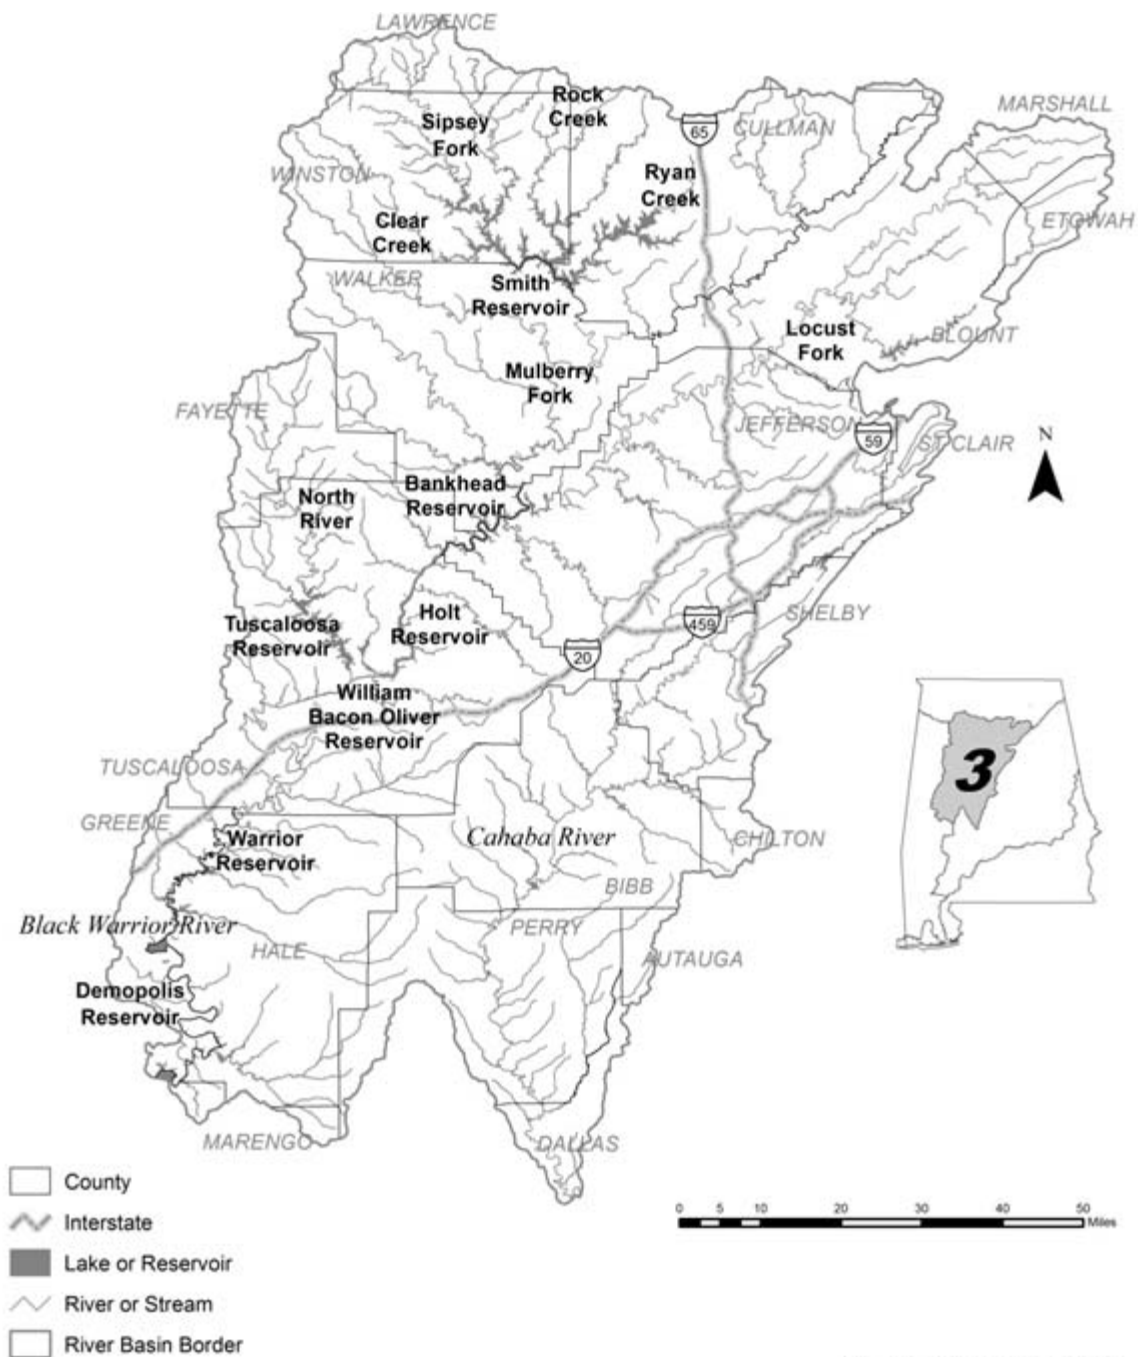 LAWRENCE
Rock
Creek
MARSHALL
Sipsey
Fork
65
CULLMAN
WINSTON
Ryan
Creek
ETOWAH
Clear
Creek
WALKER
Smith
Reservoir
Locust
Fork
BLOUNT
Mulberry
Fork
FAYETTE
JEFFERSON
59
ST CLAIR
N
North
River
Bankhead
Reservoir
Tuscaloosa
Reservoir
Holt
Reservoir
SHELBY
459
20
William
Bacon Oliver
Reservoir
TUSCALOOSA
3
GREENE
Warrior
Reservoir
Cahaba River
CHILTON
BIBB
Black Warrior River
HALE
PERRY
AUTAUGA
Demopolis
Reservoir
MARENGO
DALLAS
County
Interstate
Lake or Reservoir
River or Stream
River Basin Border
0 5 10 20 30 40 50
Miles